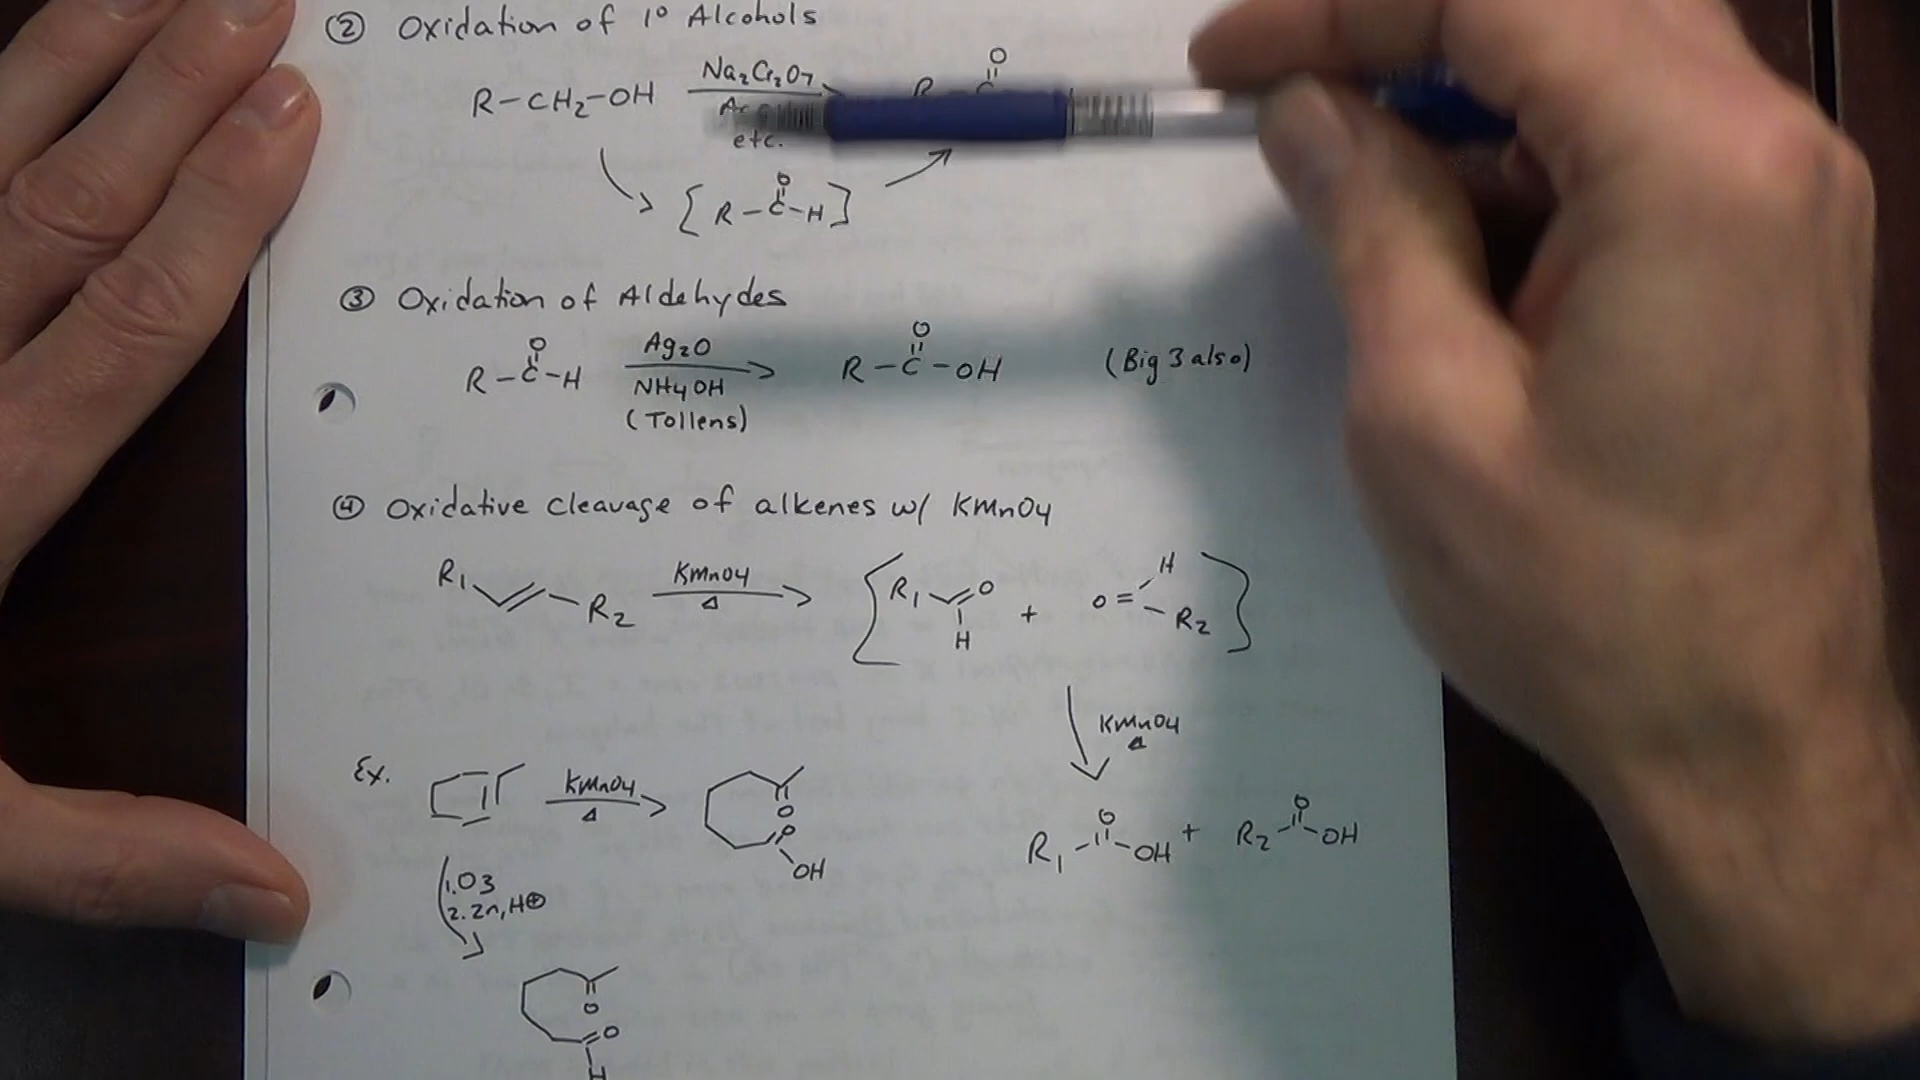 ② Oxidation of 1° Alcohols
R-CH₂-OH Na₂Cr₂O₇ O
etc.
[R-C-H] O
③ Oxidation of Aldehydes
R-C-H O Ag₂O R-C-OH O (Big 3 also)
NH₄OH
(Tollens)
④ Oxidative cleavage of alkenes w/ KMnO₄
R₁ R₂ KMnO₄ Δ [R₁ O H + O= H R₂]
KMnO₄
Δ
Ex. KMnO₄ Δ O O OH
R₁ O OH + R₂ O OH
1. O₃
2. Zn, H⊕
O
O
H